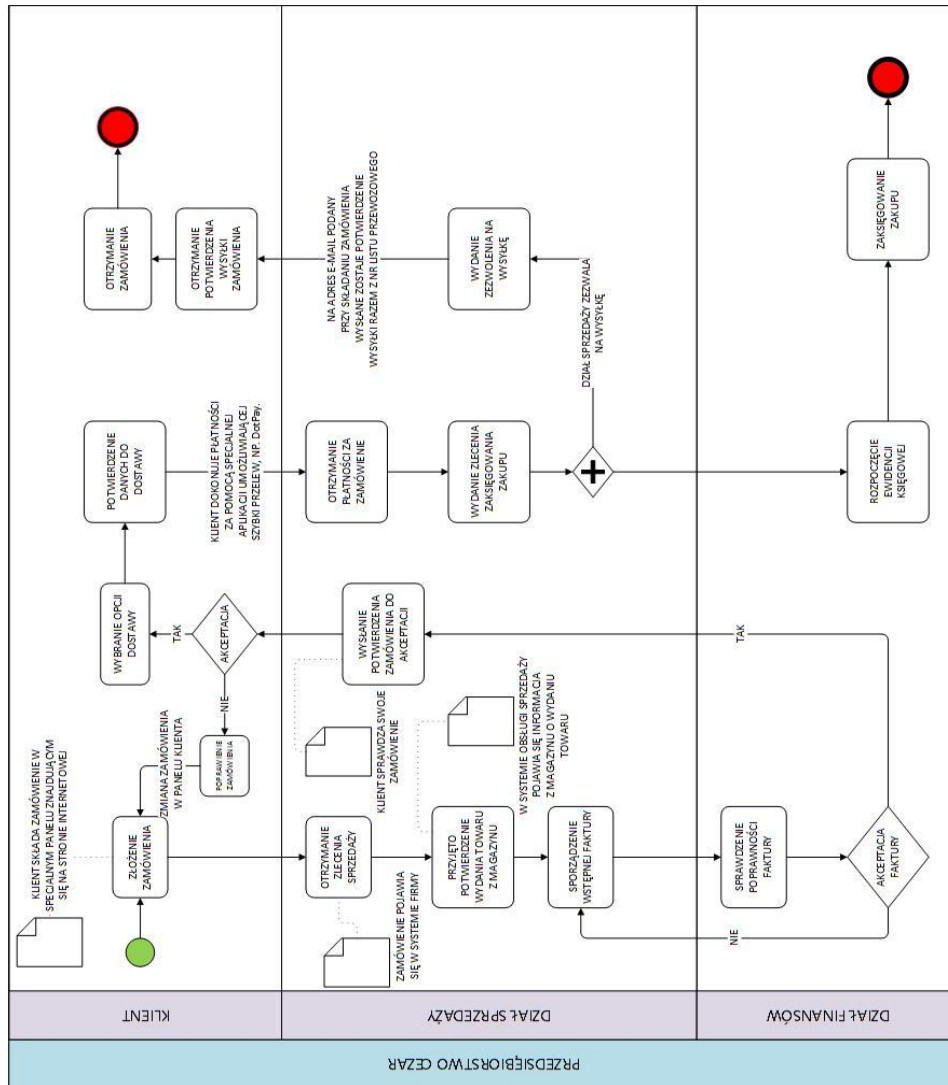 PRZEDSIĘBIORSTWO CEZAR
KLIENT
KLIENT SKŁADA ZAMÓWIENIE W
SPECJALNYM PANELU ZNAJDUJĄCYM
SIĘ NA STRONIE INTERNETOWEJ
ZŁOŻENIE
ZAMÓWIENIA
ZMIANA ZAMÓWIENIA
W PANELU KLIENTA
POPRAWIENIE
ZAMÓWIENIA
NIE
AKCEPTACJA
TAK
WYBRANIE OPCJI
DOSTAWY
POTWIERDZENIE
DANYCH DO
DOSTAWY
KLIENT DOKONUJE PŁATNOŚCI
ZA POMOCĄ SPECJALNEJ
APLIKACJI UMOŻLIWIAJĄCEJ
SZYBKI PRZELEW, NP. DotPay.
OTRZYMANIE
ZAMÓWIENIA
OTRZYMANIE
POTWIERDZENIA
WYSYŁKI
ZAMÓWIENIA
DZIAŁ SPRZEDAŻY
OTRZYMANIE
ZLECENIA
SPRZEDAŻY
ZAMÓWIENIE POJAWIA
SIĘ W SYSTEMIE FIRMY
PRZYJĘTO
POTWIERDZENIE
WYDANIA TOWARU
Z MAGAZYNU
SPORZĄDZENIE
WSTĘPNEJ FAKTURY
KLIENT SPRAWDZA SWOJE
ZAMÓWIENIE
W SYSTEMIE OBSŁUGI SPRZEDAŻY
POJAWIA SIĘ INFORMACJA
Z MAGAZYNU O WYDANIU
TOWARU
WYSŁANIE
POTWIERDZENIA
ZAMÓWIENIA DO
AKCEPTACJI
OTRZYMANIE
PŁATNOŚCI ZA
ZAMÓWIENIE
WYDANIE ZLECENIA
ZAKSIĘGOWANIA
ZAKUPU
DZIAŁ SPRZEDAŻY ZEZWALA
NA WYSYŁKĘ
WYDANIE
ZEZWOLENIA NA
WYSYŁKĘ
NA ADRES E-MAIL PODANY
PRZY SKŁADANIU ZAMÓWIENIA
WYSŁANE ZOSTAJE POTWIERDZENIE
WYSYŁKI RAZEM Z NR LISTU PRZEWOZOWEGO
DZIAŁ FINANSÓW
SPRAWDZENIE
POPRAWNOŚCI
FAKTURY
AKCEPTACJA
FAKTURY
NIE
TAK
ROZPOCZĘCIE
EWIDENCJI
KSIĘGOWEJ
ZAKSIĘGOWANIE
ZAKUPU